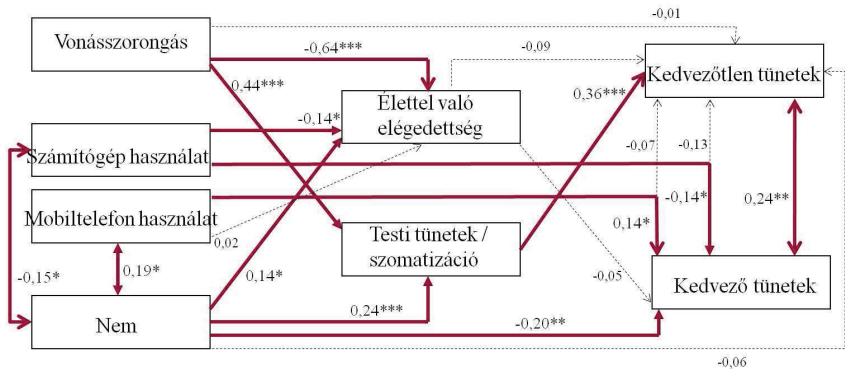 -0,01
Vonásszorongás
-0,64***
-0,09
Kedvezőtlen tünetek
0,44***
0,36***
Élettel való
elégedettség
-0,14*
-0,07
-0,13
Számítógép használat
Mobiltelefon használat
-0,14*
0,24**
0,14*
0,02
Testi tünetek /
szomatizáció
-0,15*
0,19*
0,14*
-0,05
Kedvező tünetek
Nem
0,24***
-0,20**
-0,06